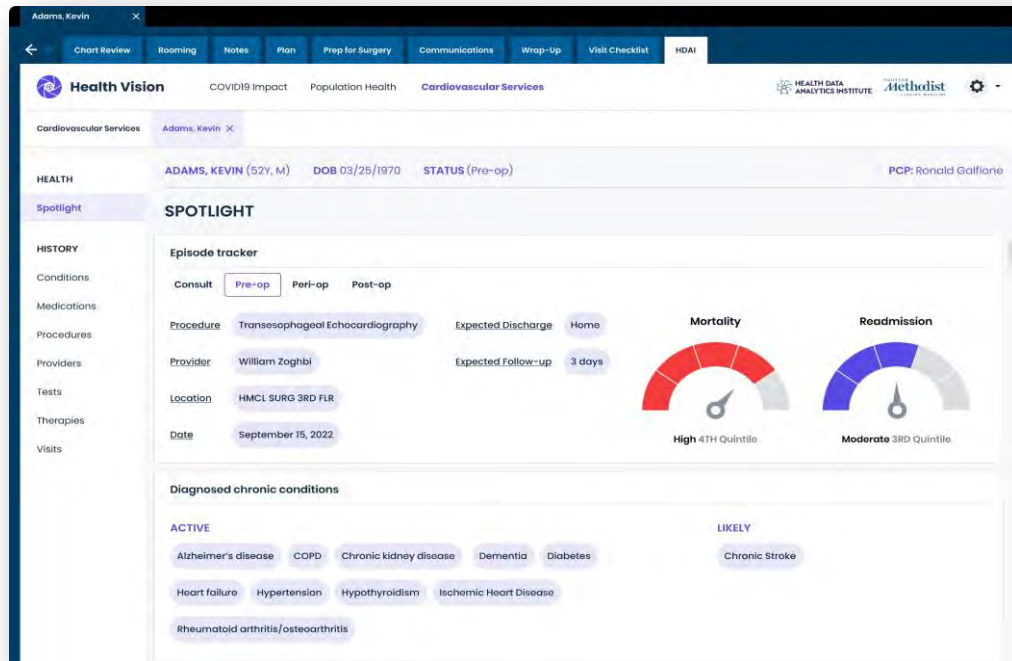 Adams, Kevin X
Chart Review Rooming Notes Plan Prep for Surgery Communications Wrap-Up Visit Checklist HDAI
Health Vision COVID19 Impact Population Health Cardiovascular Services
HEALTH DATA
ANALYTICS INSTITUTE
Methodist
Cardiovascular Services Adams, Kevin X
ADAMS, KEVIN (52Y, M) DOB 03/25/1970 STATUS (Pre-op) PCP: Ronald Galfione
HEALTH
Spotlight
HISTORY
Conditions
Medications
Procedures
Providers
Tests
Therapies
Visits
SPOTLIGHT
Episode tracker
Consult Pre-op Peri-op Post-op
Procedure Transesophageal Echocardiography Expected Discharge Home
Provider William Zoghbi Expected Follow-up 3 days
Location HMCL SURG 3RD FLR
Date September 15, 2022
Mortality
High 4TH Quintile
Readmission
Moderate 3RD Quintile
Diagnosed chronic conditions
ACTIVE
Alzheimer's disease COPD Chronic kidney disease Dementia Diabetes
Heart failure Hypertension Hypothyroidism Ischemic Heart Disease
Rheumatoid arthritis/osteoarthritis
LIKELY
Chronic Stroke